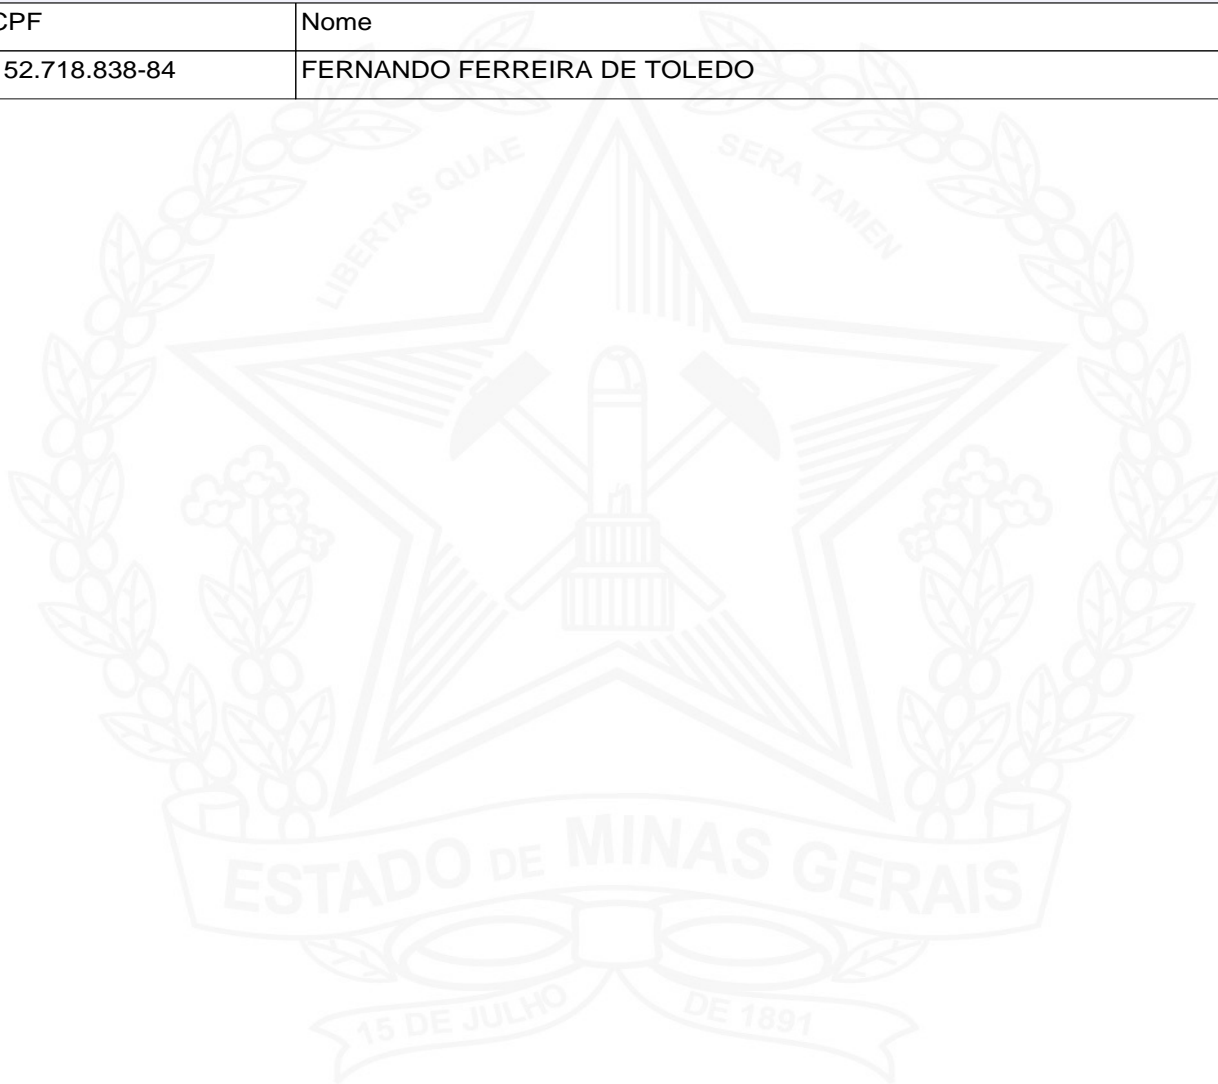 CPF Nome
52.718.838-84 FERNANDO FERREIRA DE TOLEDO
LIBERTAS QUAE SERA TAMEN
ESTADO DE MINAS GERAIS
15 DE JULHO DE 1891